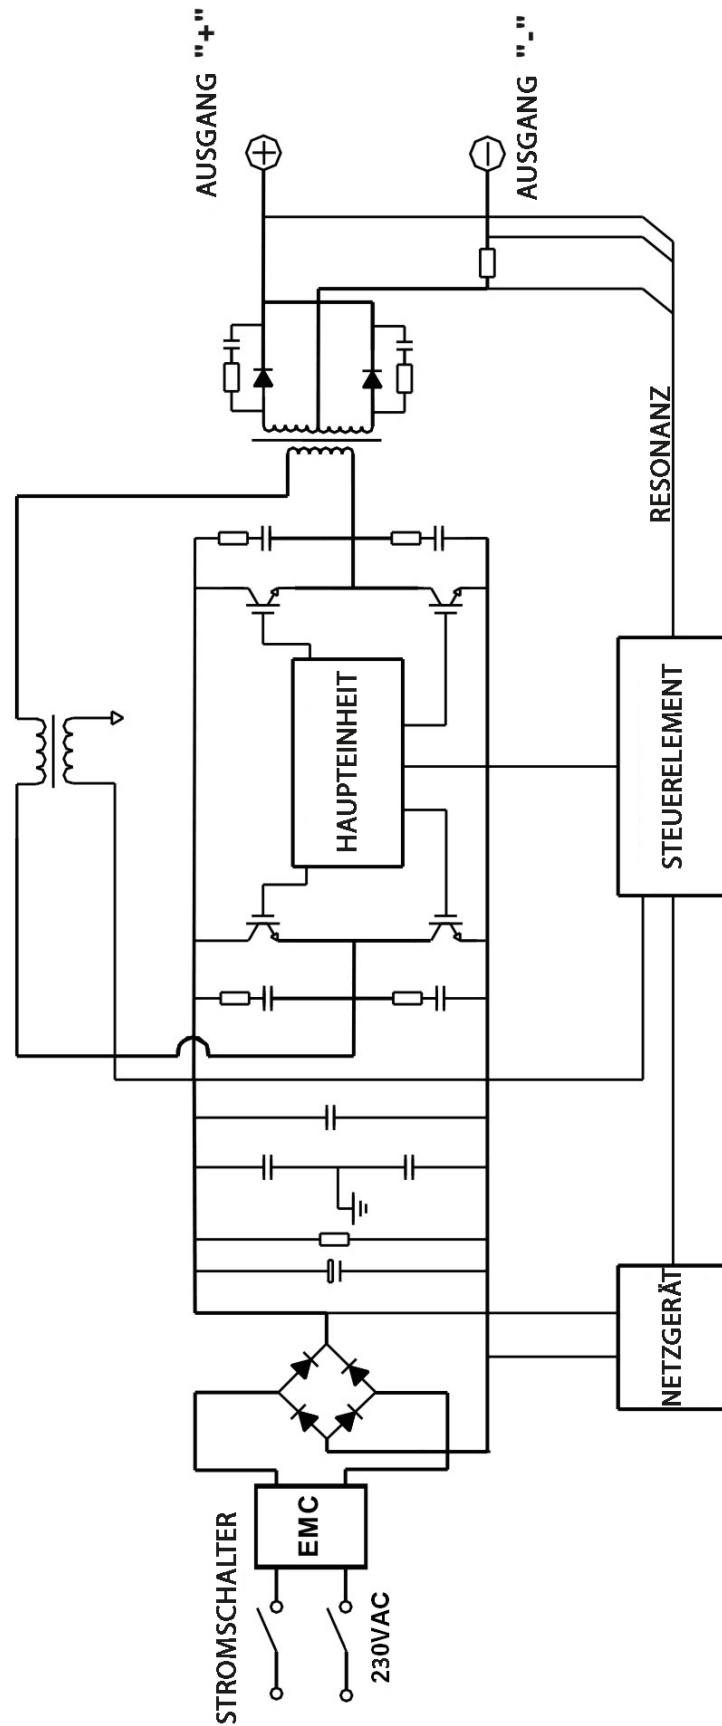 STROMSCHALTER
230VAC
EMC
NETZGERÄT
HAUPTEINHEIT
STEUERELEMENT
RESONANZ
AUSGANG "+"
AUSGANG "-"